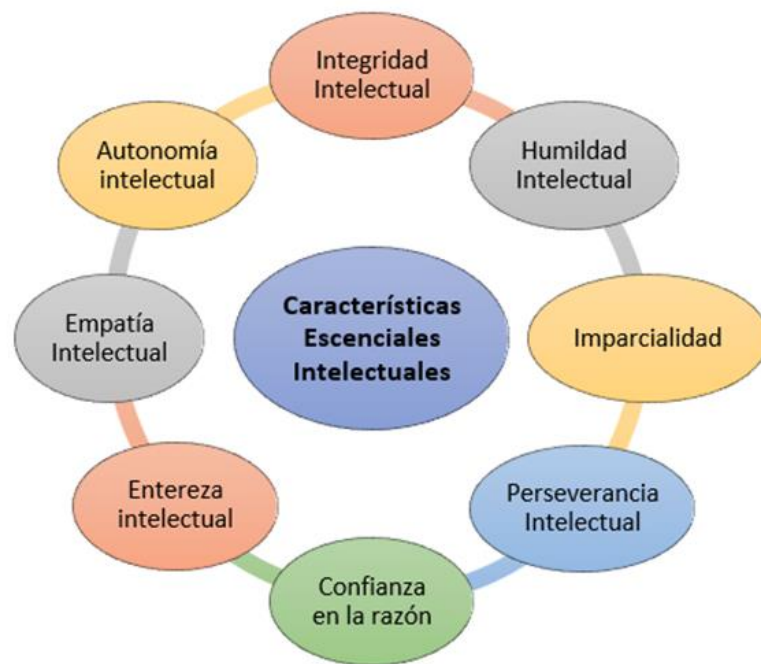 Integridad
Intelectual
Humildad
Intelectual
Imparcialidad
Perseverancia
Intelectual
Confianza
en la razón
Entereza
intelectual
Empatía
Intelectual
Autonomía
intelectual
Características
Escenciales
Intelectuales